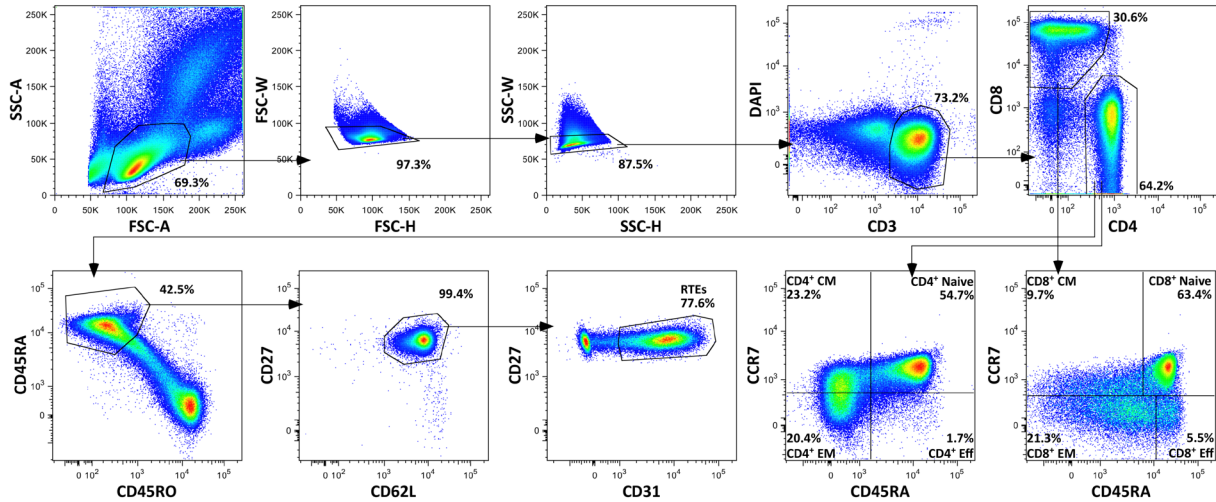 250K
200K
150K
100K
50K
0
0
50K
100K
150K
200K
250K
SSC-A
FSC-A
69.3%
250K
200K
150K
100K
50K
0
0
50K
100K
150K
200K
250K
FSC-W
FSC-H
97.3%
250K
200K
150K
100K
50K
0
0
50K
100K
150K
200K
250K
SSC-W
SSC-H
87.5%
10⁵
10⁴
10³
10²
0
0
10³
10⁴
10⁵
DAPI
CD3
73.2%
10⁵
10⁴
10³
10²
0
0
10²
10³
10⁴
10⁵
CD8
CD4
30.6%
64.2%
10⁵
10⁴
10³
0
0
10³
10⁴
10⁵
CD45RA
CD45RO
42.5%
10⁵
10⁴
10³
10²
0
0
10²
10³
10⁴
10⁵
CD27
CD62L
99.4%
10⁵
10⁴
10³
10²
0
0
10²
10³
10⁴
10⁵
CD27
CD31
RTEs
77.6%
10⁵
10⁴
10³
0
0
10³
10⁴
10⁵
CCR7
CD45RA
CD4⁺ CM
23.2%
CD4⁺ Naive
54.7%
20.4%
CD4⁺ EM
1.7%
CD4⁺ Eff
10⁵
10⁴
10³
0
0
10³
10⁴
10⁵
CCR7
CD45RA
CD8⁺ CM
9.7%
CD8⁺ Naive
63.4%
21.3%
CD8⁺ EM
5.5%
CD8⁺ Eff